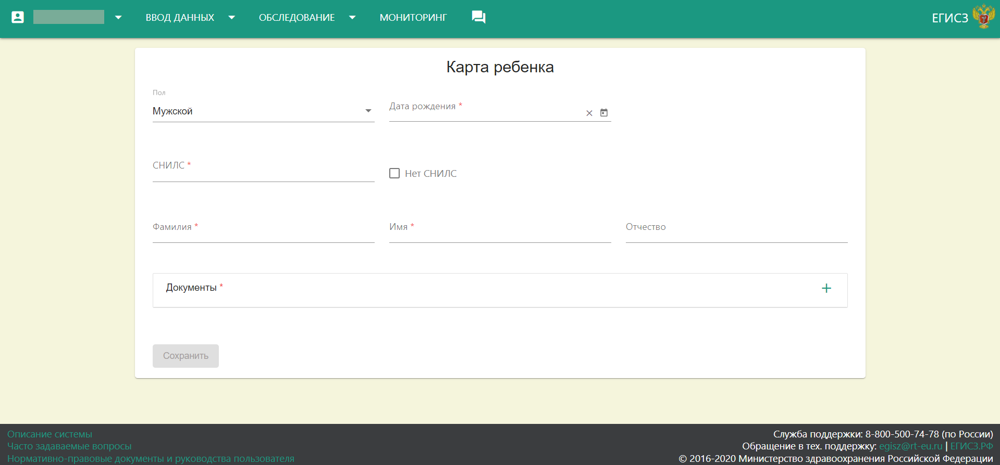 ВВОД ДАННЫХ ОБСЛЕДОВАНИЕ МОНИТОРИНГ ЕГИСЗ
Карта ребенка
Пол
Мужской
Дата рождения *
СНИЛС *
Нет СНИЛС
Фамилия * Имя * Отчество
Документы *
Сохранить
Описание системы
Часто задаваемые вопросы
Нормативно-правовые документы и руководства пользователя
Служба поддержки: 8-800-500-74-78 (по России)
Обращение в тех. поддержку: egisz@rt-eu.ru | ЕГИСЗ.РФ
© 2016-2020 Министерство здравоохранения Российской Федерации